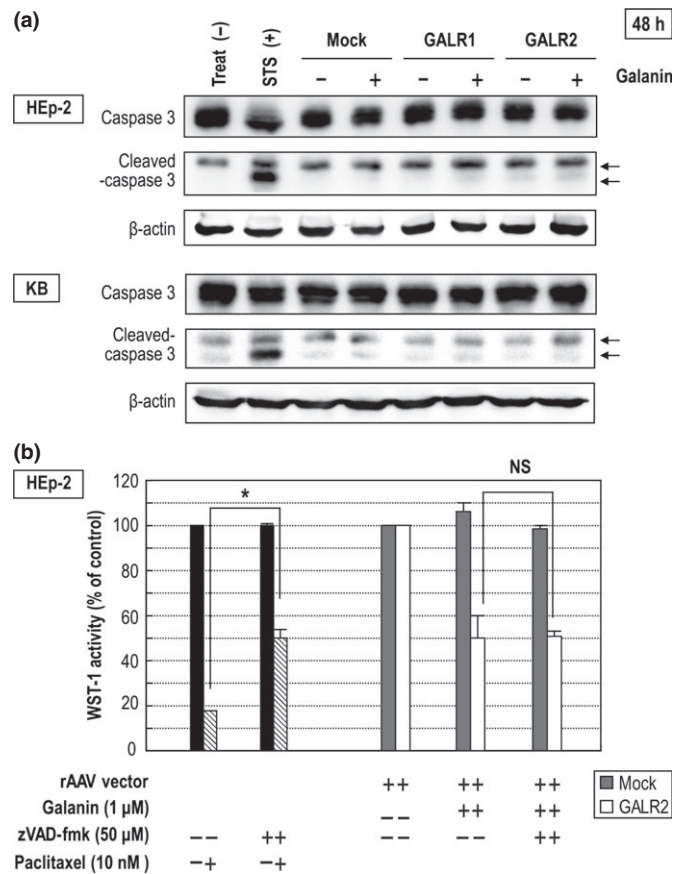 (a)
48 h
Treat (–) STS (+) Mock GALR1 GALR2
– + – + – + Galanin
HEp-2
Caspase 3
Cleaved
-caspase 3
β-actin
KB
Caspase 3
Cleaved-
caspase 3
β-actin
(b)
HEp-2
WST-1 activity (% of control)
120
100
80
60
40
20
0
*
NS
rAAV vector ++ ++ ++
Galanin (1 μM) –– ++ ++
zVAD-fmk (50 μM) –– ++ –– –– ++
Paclitaxel (10 nM ) –+ –+
Mock
GALR2